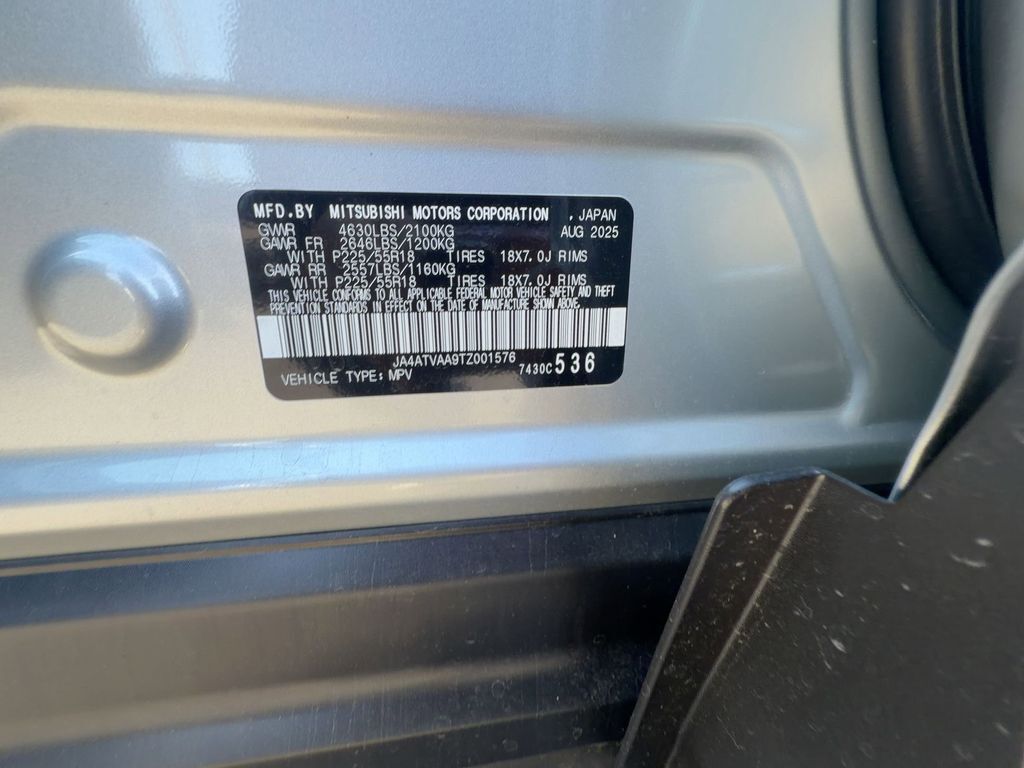 MFD.BY MITSUBISHI MOTORS CORPORATION , JAPAN
GVWR 4630LBS/2100KG AUG 2025
GAWR FR 2646LBS/1200KG
WITH P225/55R18 TIRES 18X7.0J RIMS
GAWR RR 2557LBS/1160KG
WITH P225/55R18 TIRES 18X7.0J RIMS
THIS VEHICLE CONFORMS TO ALL APPLICABLE FEDERAL MOTOR VEHICLE SAFETY AND THEFT
PREVENTION STANDARDS IN EFFECT ON THE DATE OF MANUFACTURE SHOWN ABOVE.
JA4ATVAA9TZ001576
VEHICLE TYPE: MPV 7430C536